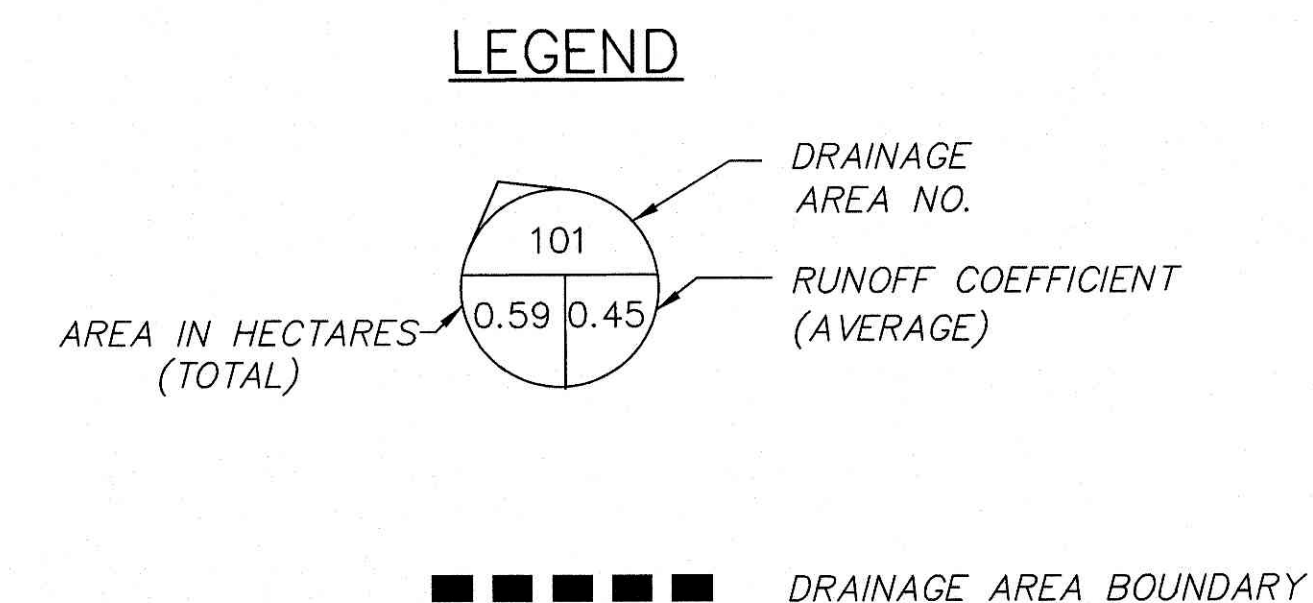 LEGEND
DRAINAGE
AREA NO.
101
RUNOFF COEFFICIENT
(AVERAGE)
0.59 0.45
AREA IN HECTARES
(TOTAL)
DRAINAGE AREA BOUNDARY